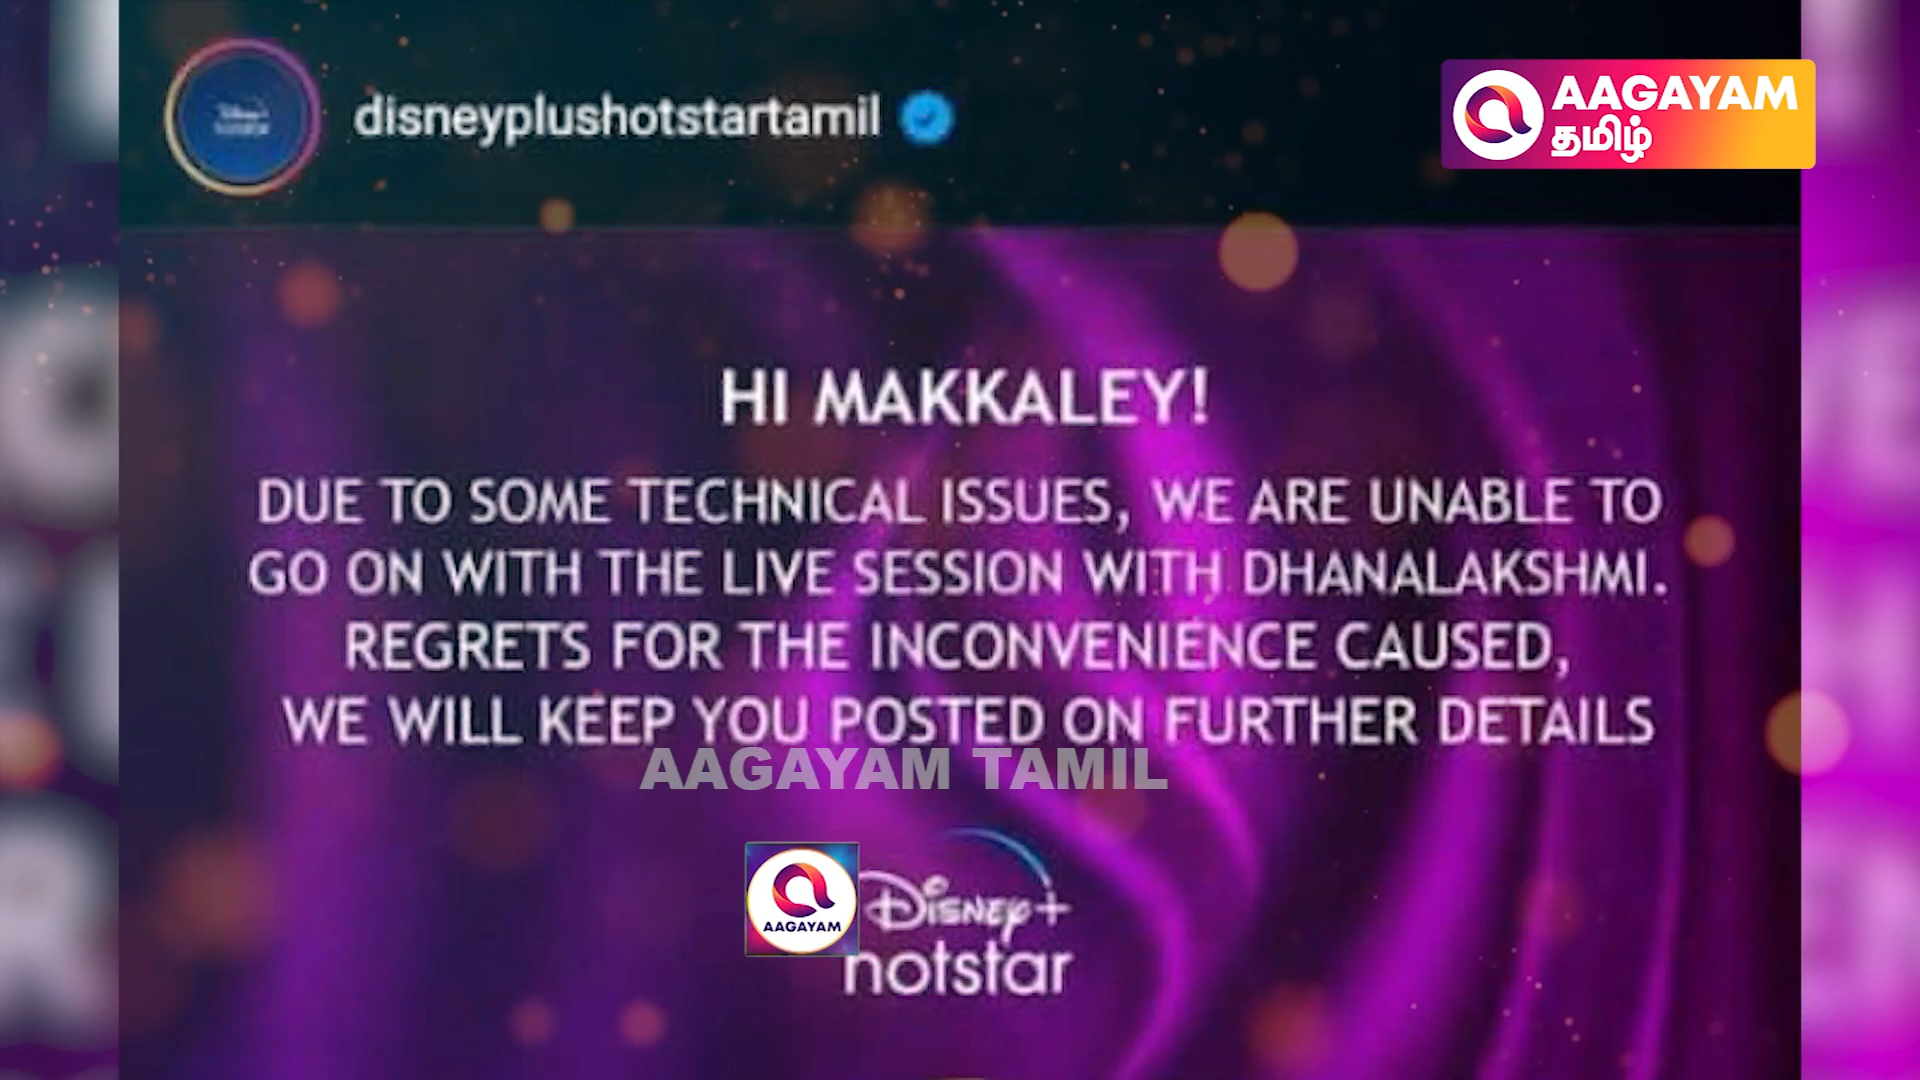 disneyplushotstartamil
AAGAYAM
தமிழ்
HI MAKKALEY!
DUE TO SOME TECHNICAL ISSUES, WE ARE UNABLE TO
GO ON WITH THE LIVE SESSION WITH DHANALAKSHMI.
REGRETS FOR THE INCONVENIENCE CAUSED,
WE WILL KEEP YOU POSTED ON FURTHER DETAILS
AAGAYAM TAMIL
AAGAYAM
Disney+
hotstar